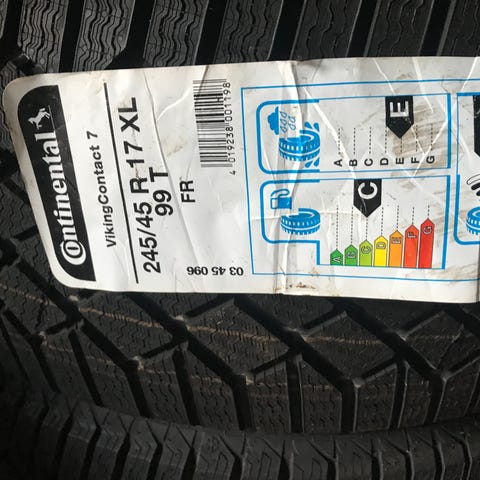 Continental
VikingContact 7
245/45 R 17 XL
99 T
FR
03 45 096
4 019238 001198
E
A B C D E F G
C
A B C D E F G